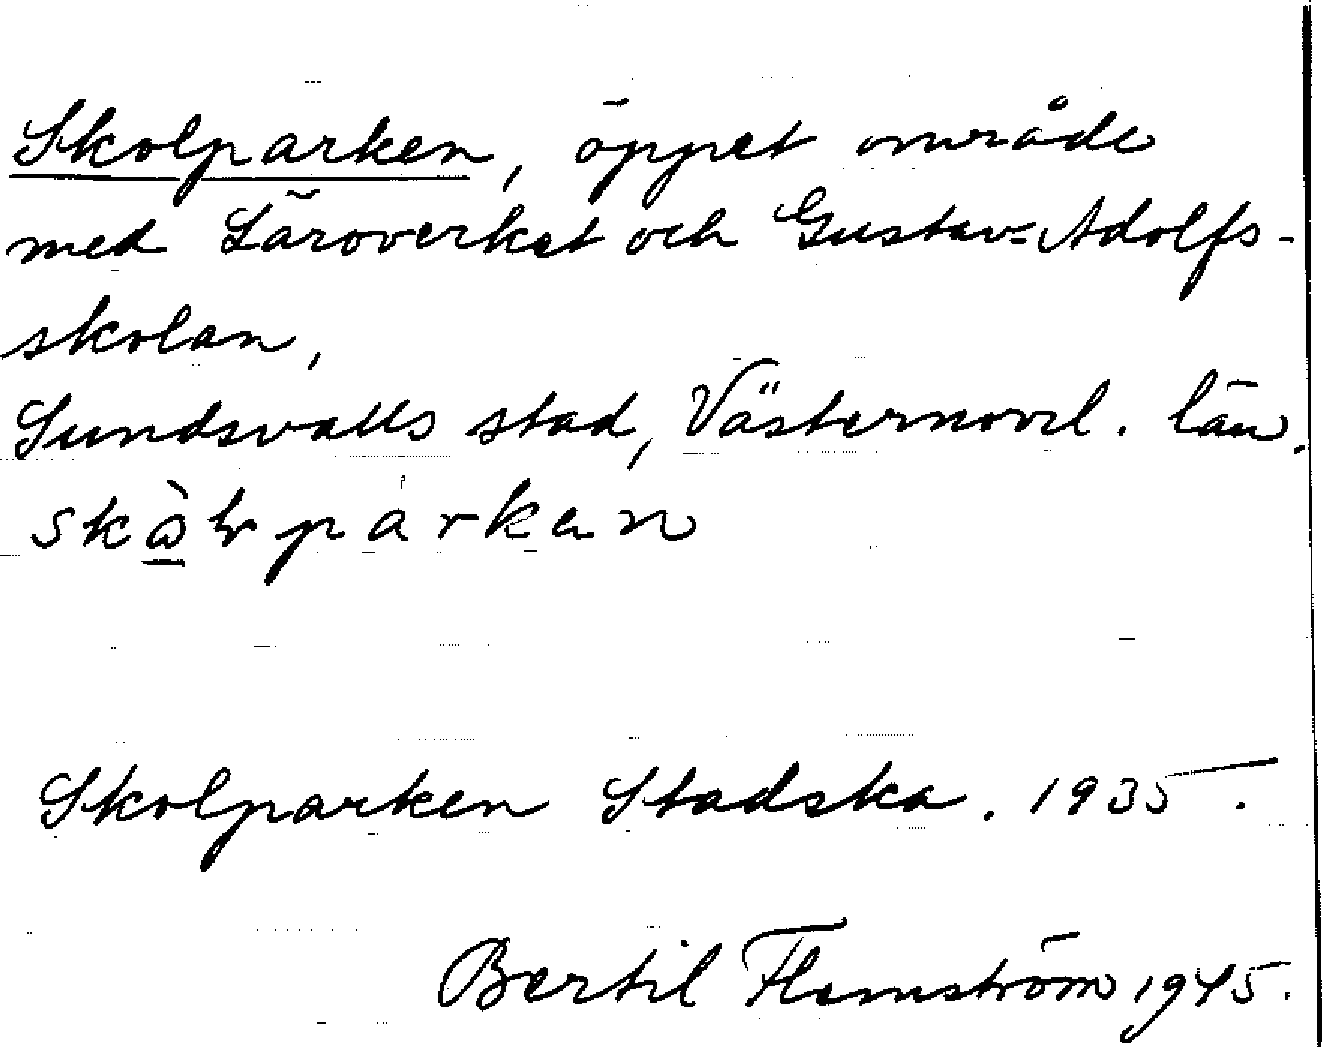 Skolparken, öppet område
med Läroverket och Gustav-Adolfs-
skolan,
Sundsvalls stad, Västernorrl. län.
Skolparken Stadska. 1935.
Bertil Flemström 1945.